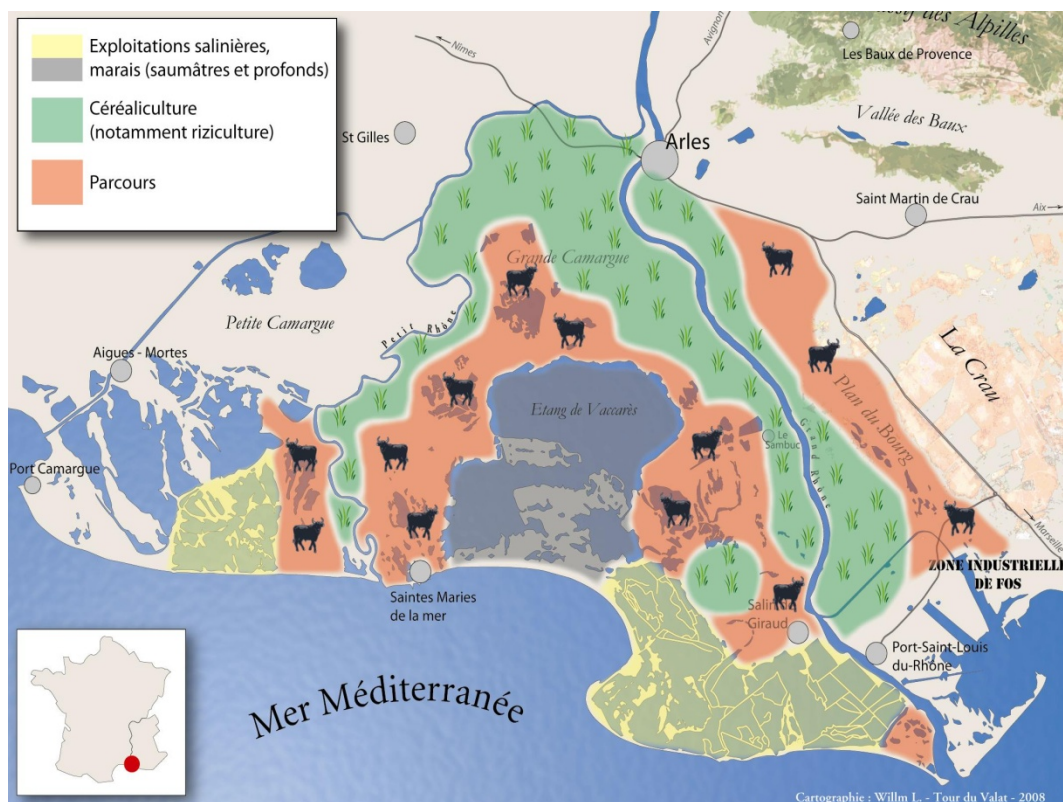 Exploitations salinières,
marais (saumâtres et profonds)
Céréaliculture
(notamment riziculture)
Parcours
Nimes
Avignon
des Alpilles
Les Baux de Provence
Vallée des Baux
St Gilles
Arles
Saint Martin de Crau
Aix
Grande Camargue
Petite Camargue
Petit Rhône
Aigues - Mortes
La Crau
Etang de Vaccarès
Plan du Bourg
Le
Sambuc
Grand Rhône
Port Camargue
Marseille
ZONE INDUSTRIELLE
DE FOS
Saintes Maries
de la mer
Salin de
Giraud
Port-Saint-Louis
du-Rhône
Mer Méditerranée
Cartographie : Willm L. - Tour du Valat - 2008